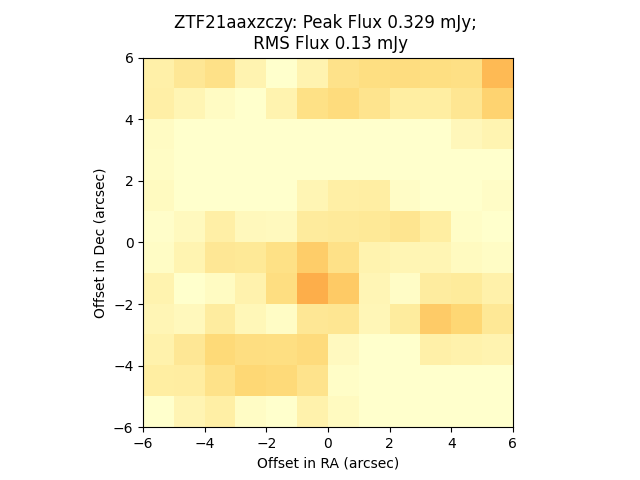 ZTF21aaxzczy: Peak Flux 0.329 mJy;
RMS Flux 0.13 mJy
6
4
2
0
−2
−4
−6
Offset in Dec (arcsec)
−6 −4 −2 0 2 4 6
Offset in RA (arcsec)